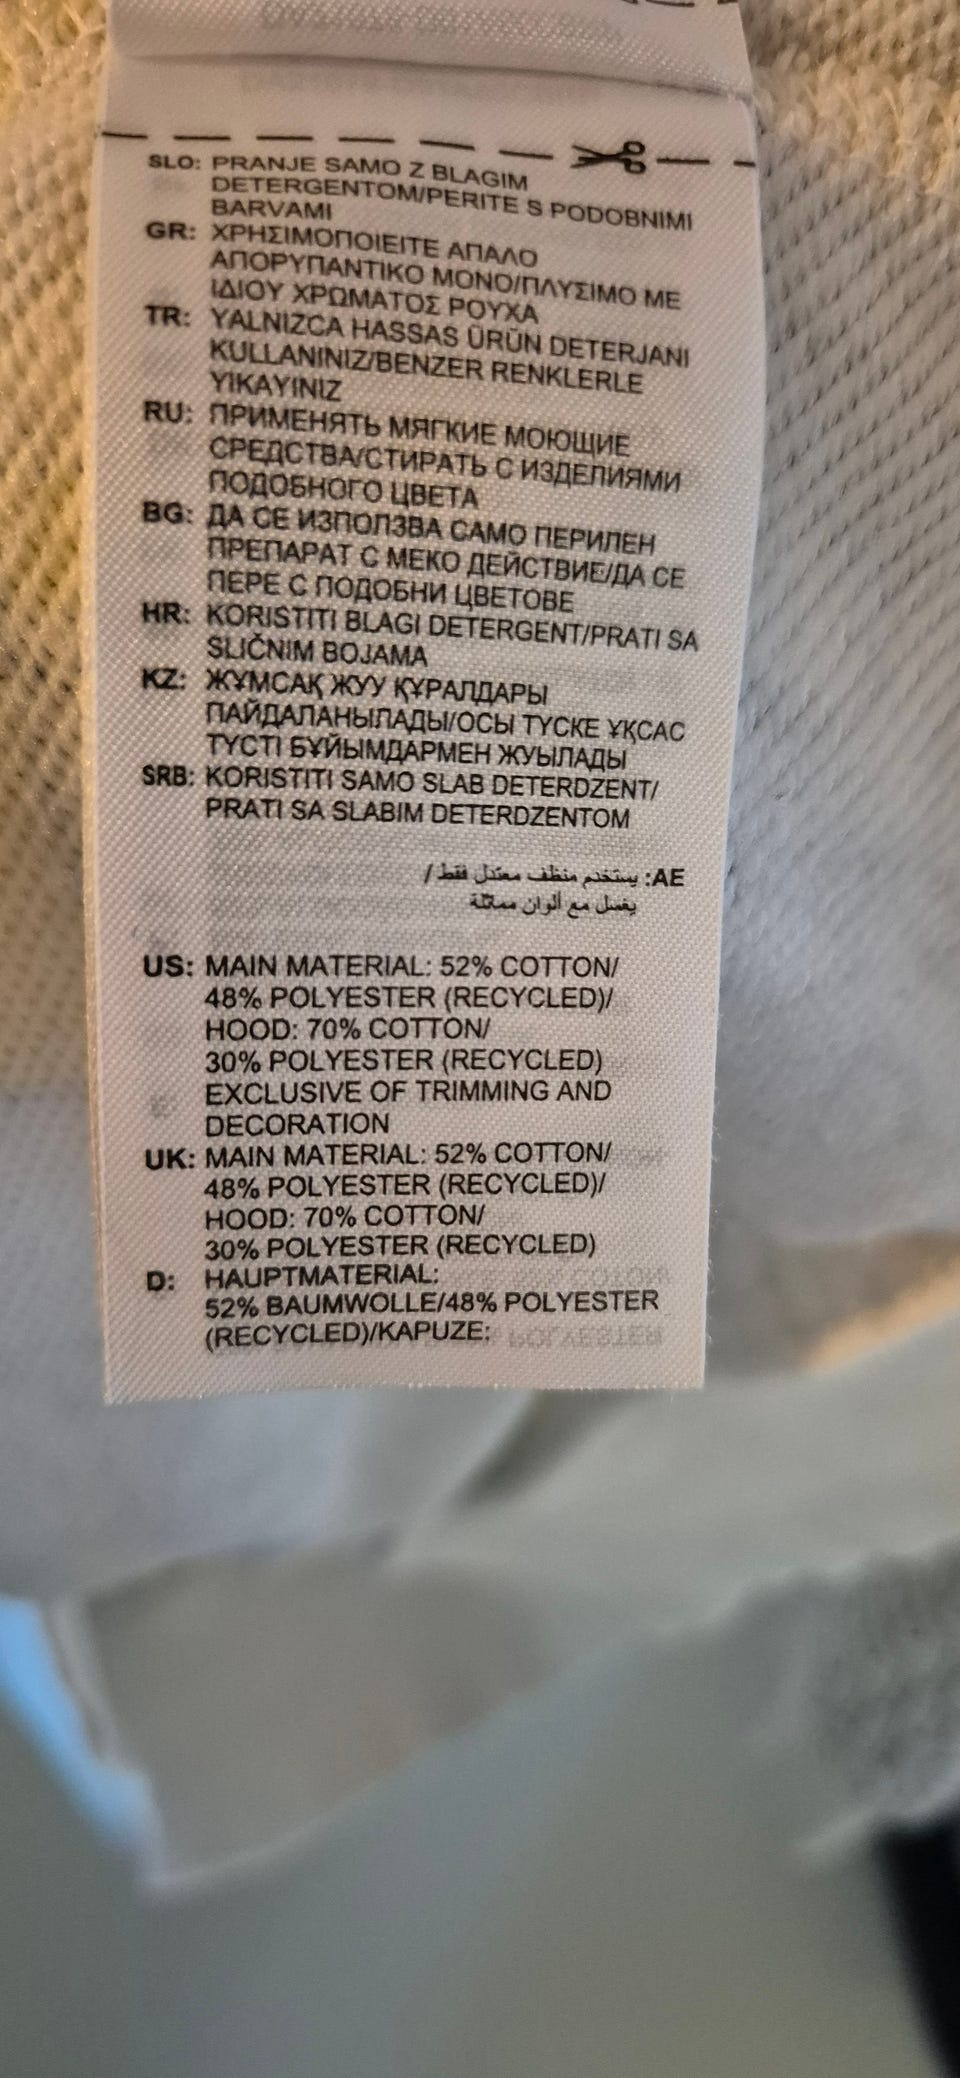 SLO: PRANJE SAMO Z BLAGIM
DETERGENTOM/PERITE S PODOBNIMI
BARVAMI
GR: ΧΡΗΣΙΜΟΠΟΙΕΙΤΕ ΑΠΑΛΟ
ΑΠΟΡΥΠΑΝΤΙΚΟ ΜΟΝΟ/ΠΛΥΣΙΜΟ ΜΕ
ΙΔΙΟΥ ΧΡΩΜΑΤΟΣ ΡΟΥΧΑ
TR: YALNIZCA HASSAS ÜRÜN DETERJANI
KULLANINIZ/BENZER RENKLERLE
YIKAYINIZ
RU: ПРИМЕНЯТЬ МЯГКИЕ МОЮЩИЕ
СРЕДСТВА/СТИРАТЬ С ИЗДЕЛИЯМИ
ПОДОБНОГО ЦВЕТА
BG: ДА СЕ ИЗПОЛЗВА САМО ПЕРИЛЕН
ПРЕПАРАТ С МЕКО ДЕЙСТВИЕ/ДА СЕ
ПЕРЕ С ПОДОБНИ ЦВЕТОВЕ
HR: KORISTITI BLAGI DETERGENT/PRATI SA
SLIČNIM BOJAMA
KZ: ЖҰМСАҚ ЖУУ ҚҰРАЛДАРЫ
ПАЙДАЛАНЫЛАДЫ/ОСЫ ТҮСКЕ ҰҚСАС
ТҮСТІ БҰЙЫМДАРМЕН ЖУЫЛАДЫ
SRB: KORISTITI SAMO SLAB DETERDZENT/
PRATI SA SLABIM DETERDZENTOM
AE: يستخدم منظف معتدل فقط /
يغسل مع ألوان مماثلة
US: MAIN MATERIAL: 52% COTTON/
48% POLYESTER (RECYCLED)/
HOOD: 70% COTTON/
30% POLYESTER (RECYCLED)
EXCLUSIVE OF TRIMMING AND
DECORATION
UK: MAIN MATERIAL: 52% COTTON/
48% POLYESTER (RECYCLED)/
HOOD: 70% COTTON/
30% POLYESTER (RECYCLED)
D: HAUPTMATERIAL:
52% BAUMWOLLE/48% POLYESTER
(RECYCLED)/KAPUZE: